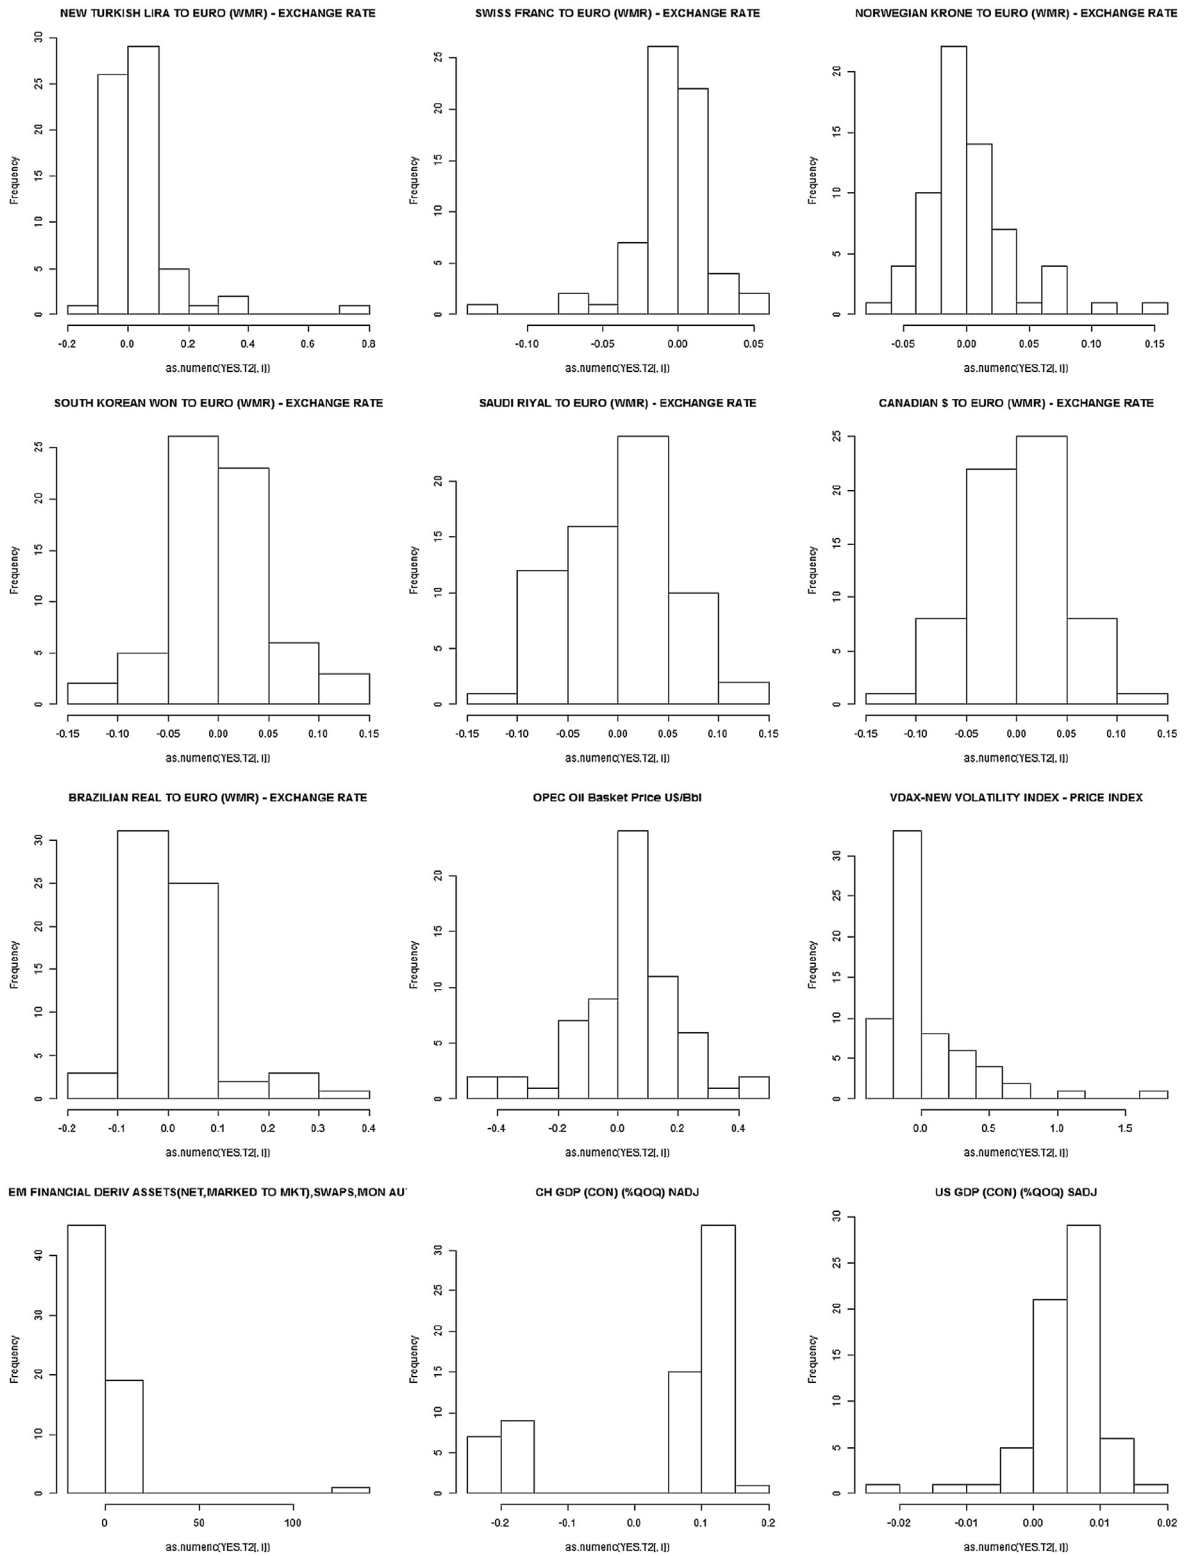 NEW TURKISH LIRA TO EURO (WMR) - EXCHANGE RATE
Frequency
0 5 10 15 20 25 30
-0.2 0.0 0.2 0.4 0.6 0.8
as.numeric(YES.T2[, i])
SWISS FRANC TO EURO (WMR) - EXCHANGE RATE
Frequency
0 5 10 15 20 25
-0.10 -0.05 0.00 0.05
as.numeric(YES.T2[, i])
NORWEGIAN KRONE TO EURO (WMR) - EXCHANGE RATE
Frequency
0 5 10 15 20
-0.05 0.00 0.05 0.10 0.15
as.numeric(YES.T2[, i])
SOUTH KOREAN WON TO EURO (WMR) - EXCHANGE RATE
Frequency
0 5 10 15 20 25
-0.15 -0.10 -0.05 0.00 0.05 0.10 0.15
as.numeric(YES.T2[, i])
SAUDI RIYAL TO EURO (WMR) - EXCHANGE RATE
Frequency
0 5 10 15 20
-0.15 -0.10 -0.05 0.00 0.05 0.10 0.15
as.numeric(YES.T2[, i])
CANADIAN $ TO EURO (WMR) - EXCHANGE RATE
Frequency
0 5 10 15 20 25
-0.15 -0.10 -0.05 0.00 0.05 0.10 0.15
as.numeric(YES.T2[, i])
BRAZILIAN REAL TO EURO (WMR) - EXCHANGE RATE
Frequency
0 5 10 15 20 25 30
-0.2 -0.1 0.0 0.1 0.2 0.3 0.4
as.numeric(YES.T2[, i])
OPEC Oil Basket Price U$/Bbl
Frequency
0 5 10 15 20
-0.4 -0.2 0.0 0.2 0.4
as.numeric(YES.T2[, i])
VDAX-NEW VOLATILITY INDEX - PRICE INDEX
Frequency
0 5 10 15 20 25 30
0.0 0.5 1.0 1.5
as.numeric(YES.T2[, i])
EM FINANCIAL DERIV ASSETS(NET,MARKED TO MKT),SWAPS,MON AU
Frequency
0 10 20 30 40
0 50 100
as.numeric(YES.T2[, i])
CH GDP (CON) (%QOQ) NADJ
Frequency
0 5 10 15 20 25 30
-0.2 -0.1 0.0 0.1 0.2
as.numeric(YES.T2[, i])
US GDP (CON) (%QOQ) SADJ
Frequency
0 5 10 15 20 25 30
-0.02 -0.01 0.00 0.01 0.02
as.numeric(YES.T2[, i])